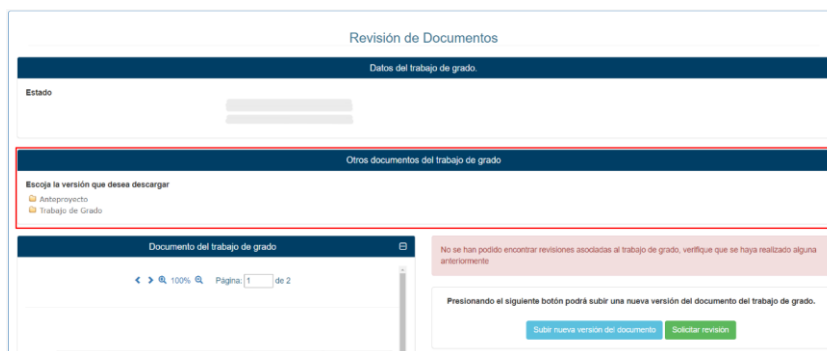 Revisión de Documentos
Datos del trabajo de grado.
Estado
Otros documentos del trabajo de grado
Escoja la versión que desea descargar
Anteproyecto
Trabajo de Grado
Documento del trabajo de grado
100% Página: 1 de 2
No se han podido encontrar revisiones asociadas al trabajo de grado, verifique que se haya realizado alguna
anteriormente
Presionando el siguiente botón podrá subir una nueva versión del documento del trabajo de grado.
Subir nueva versión del documento Solicitar revisión